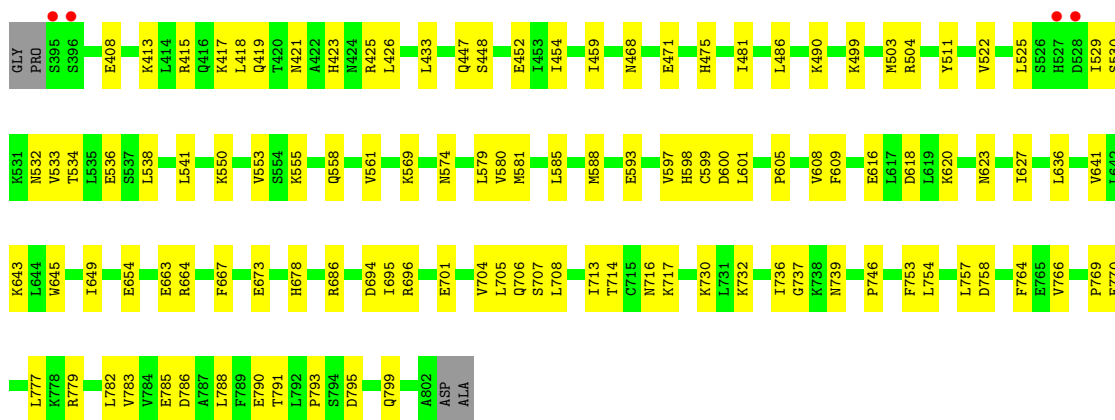 GLY PRO S395 S396 E408 K413 L414 R415 Q416 K417 L418 Q419 T420 N421 A422 H423 N424 R425 L426 L433 Q447 S448 E452 I453 I454 I459 N468 E471 H475 I481 L486 K490 K499 M503 R504 Y511 V522 L525 S526 H527 D528 I529 S530
K531 N532 V533 T534 L535 E536 S537 L538 L541 K550 V553 S554 K555 Q558 V561 K569 N574 L579 V580 M581 L585 M588 E593 V597 H598 C599 D600 L601 P605 V608 F609 E616 L617 D618 L619 K620 N623 I627 L636 V641 L642
K643 L644 W645 I649 E654 E663 R664 F667 E673 H678 R686 D694 I695 R696 E701 V704 L705 Q706 S707 L708 I713 T714 C715 N716 K717 K730 L731 K732 I736 G737 K738 N739 P746 F753 L754 L757 D758 F764 E765 V766 P769
L777 K778 R779 L782 V783 V784 E785 D786 A787 L788 F789 E790 T791 L792 P793 S794 D795 Q799 A802 ASP ALA